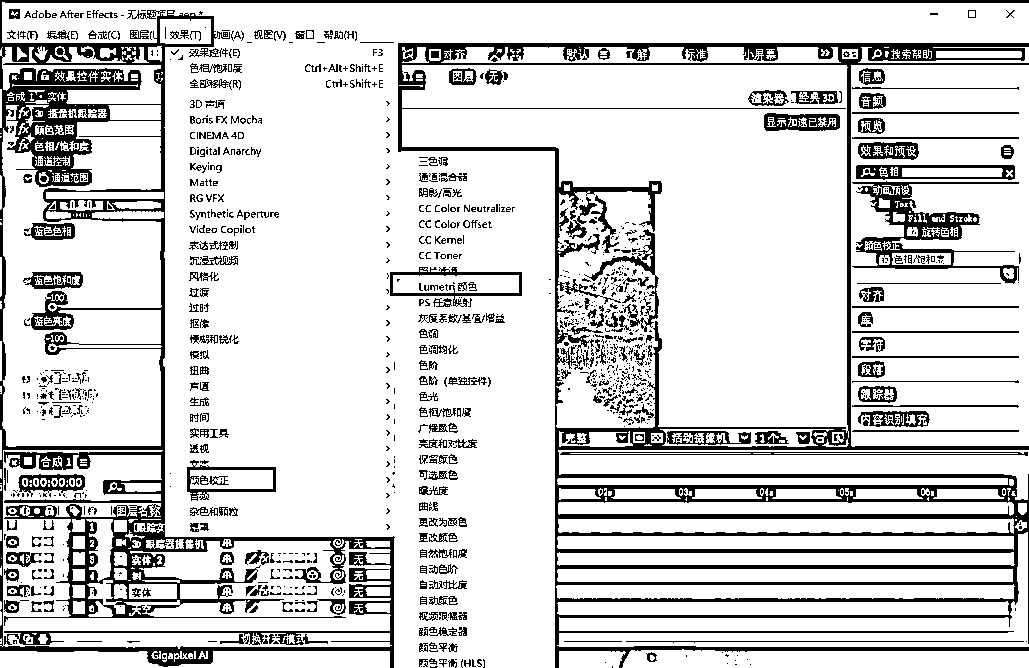 Adobe After Effects - 无标题项目.aep *
文件(F) 编辑(E) 合成(C) 图层(L) 效果(T) 动画(A) 视图(V) 窗口 帮助(H)
对齐 默认 了解 标准 小屏幕 搜索帮助
效果控件 实体
图层 (无)
合成 1 • 实体
fx 摄像机跟踪器
fx 颜色范围
fx 色相/饱和度
通道控制
通道范围
蓝色色相
蓝色饱和度
-100
蓝色亮度
-100
效果控件(E) F3
色相/饱和度 Ctrl+Alt+Shift+E
全部移除(R) Ctrl+Shift+E
3D 声道
Boris FX Mocha
CINEMA 4D
Digital Anarchy
Keying
Matte
RG VFX
Synthetic Aperture
Video Copilot
表达式控制
沉浸式视频
风格化
过渡
过时
抠像
模糊和锐化
模拟
扭曲
声道
生成
时间
实用工具
透视
文本
颜色校正
音频
杂色和颗粒
遮罩
三色调
通道混合器
阴影/高光
CC Color Neutralizer
CC Color Offset
CC Kernel
CC Toner
照片滤镜
Lumetri 颜色
PS 任意映射
灰度系数/基值/增益
色调
色调均化
色阶
色阶（单独控件）
色光
色相/饱和度
广播颜色
亮度和对比度
保留颜色
可选颜色
曝光度
曲线
更改为颜色
更改颜色
自然饱和度
自动色阶
自动对比度
自动颜色
视频限幅器
颜色稳定器
颜色平衡
颜色平衡 (HLS)
渲染器: 经典 3D
显示加速已禁用
完整 活动摄像机 1个
信息
音频
预览
效果和预设
色相
动画预设
Text
Fill and Stroke
旋转色相
颜色校正
色相/饱和度
对齐
库
字符
段落
跟踪器
内容识别填充
合成 1
0:00:00:00
图层名称
02s 03s 04s 05s 06s 07s
1
2 3D 跟踪器摄像机 无
3 实体 2 无
4 树 无
5 实体 无
6 天空 无
切换开关/模式
Gigapixel AI